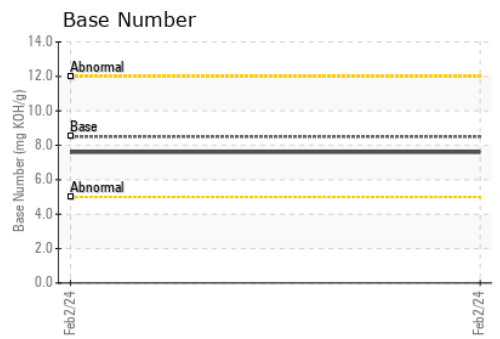 Base Number
14.0
Abnormal
12.0
10.0
Base
8.0
Abnormal
6.0
4.0
2.0
0.0
Base Number (mg KOH/g)
Feb2/24
Feb2/24